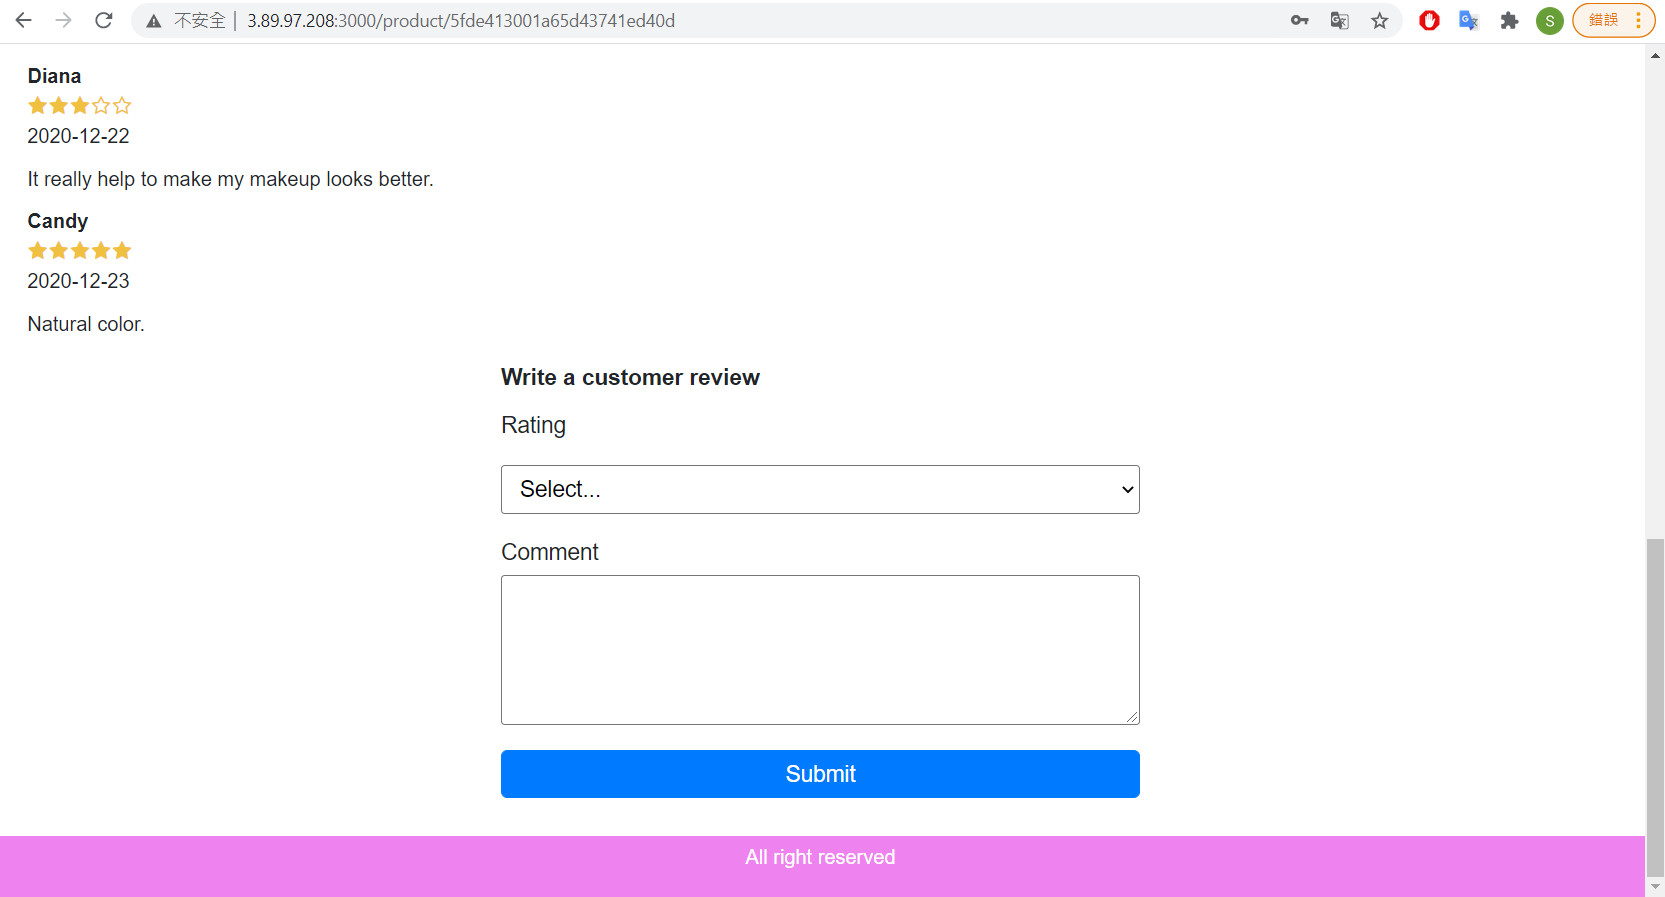 不安全 | 3.89.97.208:3000/product/5fde413001a65d43741ed40d S 錯誤
Diana
2020-12-22
It really help to make my makeup looks better.
Candy
2020-12-23
Natural color.
Write a customer review
Rating
Select...
Comment
Submit
All right reserved